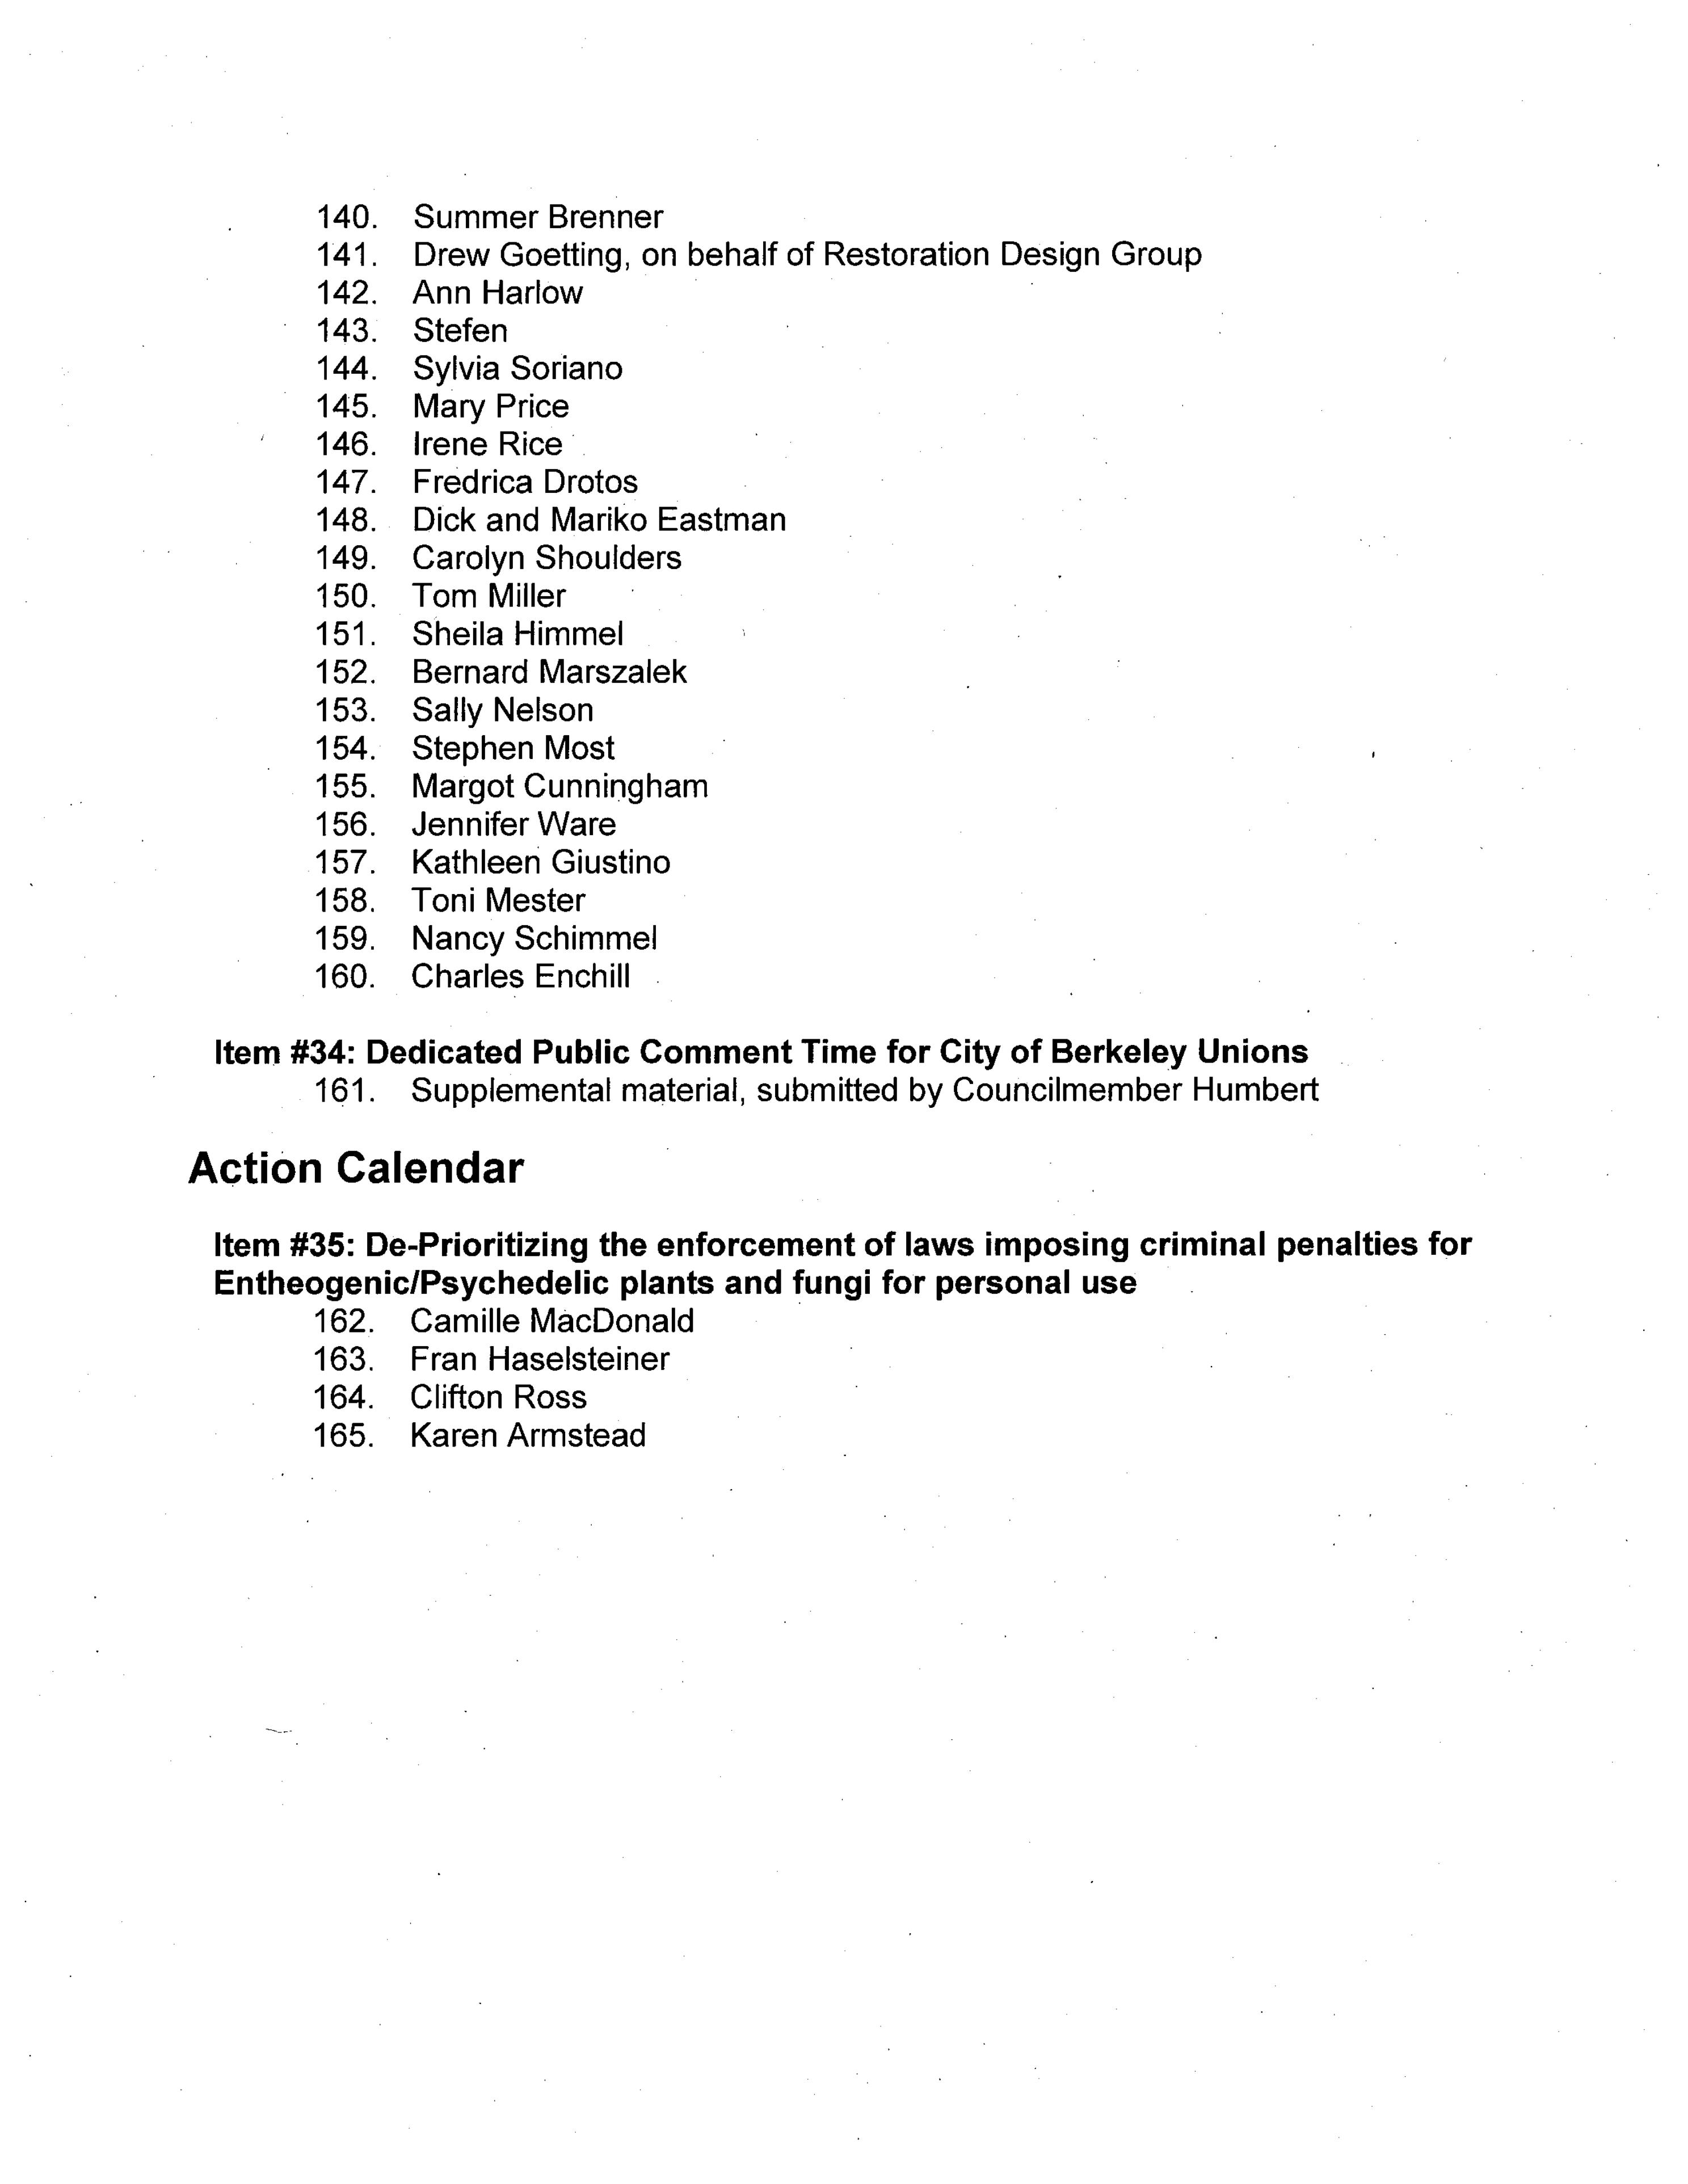 140. Summer Brenner
141. Drew Goetting, on behalf of Restoration Design Group
142. Ann Harlow
143. Stefen
144. Sylvia Soriano
145. Mary Price
146. Irene Rice
147. Fredrica Drotos
148. Dick and Mariko Eastman
149. Carolyn Shoulders
150. Tom Miller
151. Sheila Himmel
152. Bernard Marszalek
153. Sally Nelson
154. Stephen Most
155. Margot Cunningham
156. Jennifer Ware
157. Kathleen Giustino
158. Toni Mester
159. Nancy Schimmel
160. Charles Enchill
Item #34: Dedicated Public Comment Time for City of Berkeley Unions
161. Supplemental material, submitted by Councilmember Humbert
Action Calendar
Item #35: De-Prioritizing the enforcement of laws imposing criminal penalties for
Entheogenic/Psychedelic plants and fungi for personal use
162. Camille MacDonald
163. Fran Haselsteiner
164. Clifton Ross
165. Karen Armstead